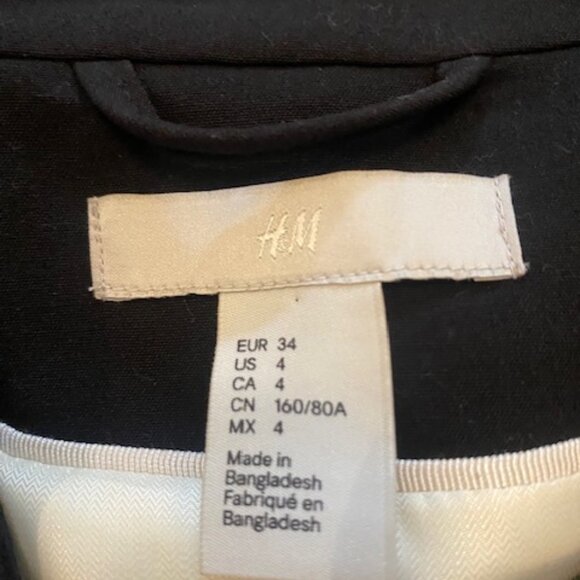 H&M
EUR 34
US 4
CA 4
CN 160/80A
MX 4
Made in
Bangladesh
Fabriqué en
Bangladesh